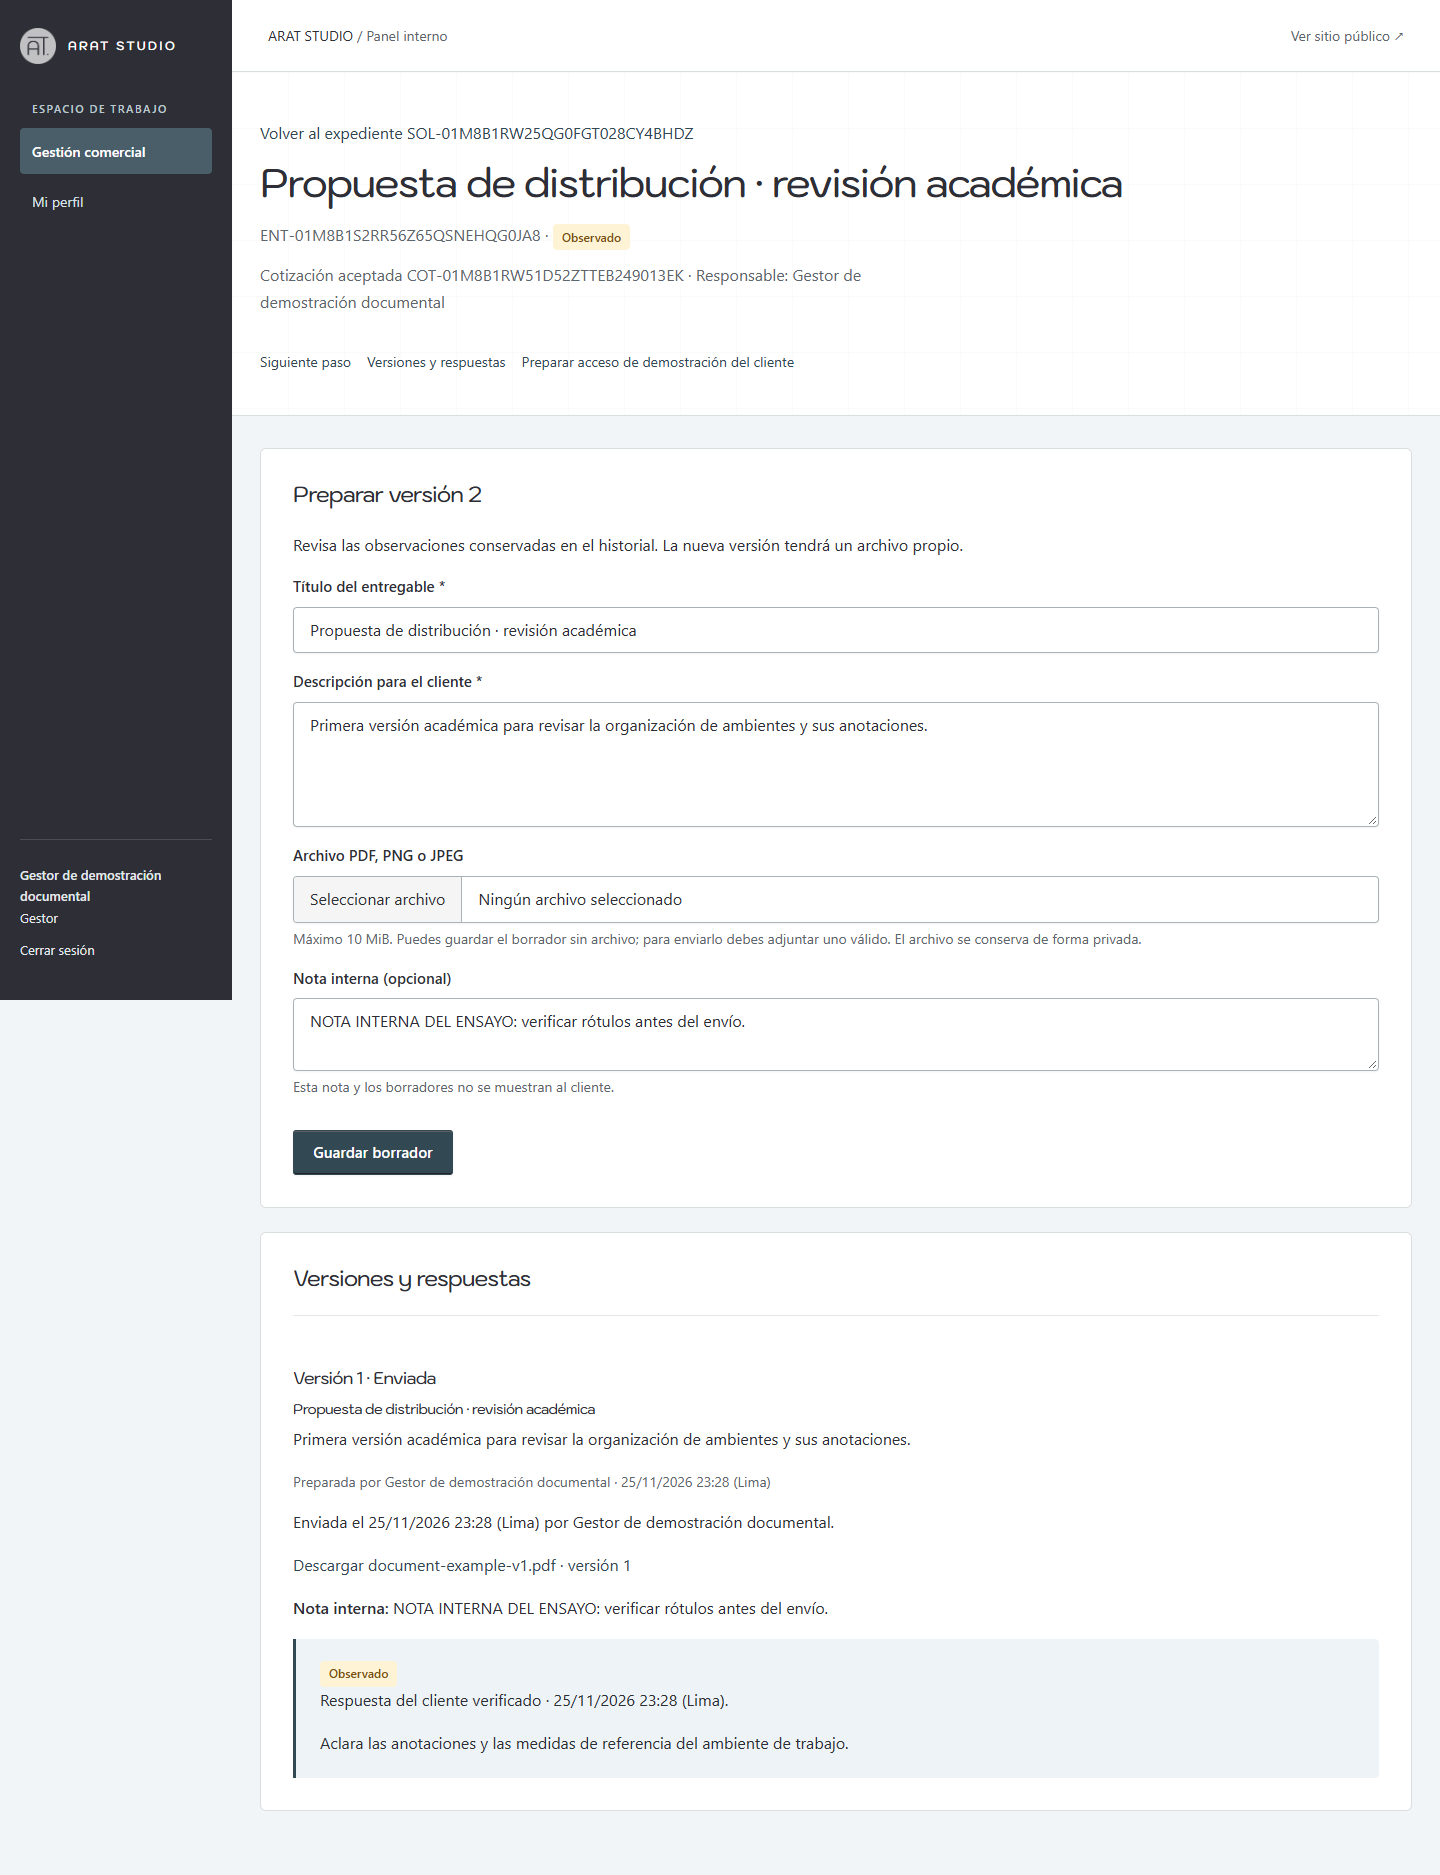 AT.
ARAT STUDIO
ESPACIO DE TRABAJO
Gestión comercial
Mi perfil
Gestor de demostración
documental
Gestor
Cerrar sesión
ARAT STUDIO / Panel interno
Ver sitio público ↗
Volver al expediente SOL-01M8B1RW25QG0FGT028CY4BHDZ
Propuesta de distribución · revisión académica
ENT-01M8B1S2RR56Z65QSNEHQG0JA8 · Observado
Cotización aceptada COT-01M8B1RW51D52ZTTEB249013EK · Responsable: Gestor de
demostración documental
Siguiente paso Versiones y respuestas Preparar acceso de demostración del cliente
Preparar versión 2
Revisa las observaciones conservadas en el historial. La nueva versión tendrá un archivo propio.
Título del entregable *
Propuesta de distribución · revisión académica
Descripción para el cliente *
Primera versión académica para revisar la organización de ambientes y sus anotaciones.
Archivo PDF, PNG o JPEG
Seleccionar archivo Ningún archivo seleccionado
Máximo 10 MiB. Puedes guardar el borrador sin archivo; para enviarlo debes adjuntar uno válido. El archivo se conserva de forma privada.
Nota interna (opcional)
NOTA INTERNA DEL ENSAYO: verificar rótulos antes del envío.
Esta nota y los borradores no se muestran al cliente.
Guardar borrador
Versiones y respuestas
Versión 1 · Enviada
Propuesta de distribución · revisión académica
Primera versión académica para revisar la organización de ambientes y sus anotaciones.
Preparada por Gestor de demostración documental · 25/11/2026 23:28 (Lima)
Enviada el 25/11/2026 23:28 (Lima) por Gestor de demostración documental.
Descargar document-example-v1.pdf · versión 1
Nota interna: NOTA INTERNA DEL ENSAYO: verificar rótulos antes del envío.
Observado
Respuesta del cliente verificado · 25/11/2026 23:28 (Lima).
Aclara las anotaciones y las medidas de referencia del ambiente de trabajo.